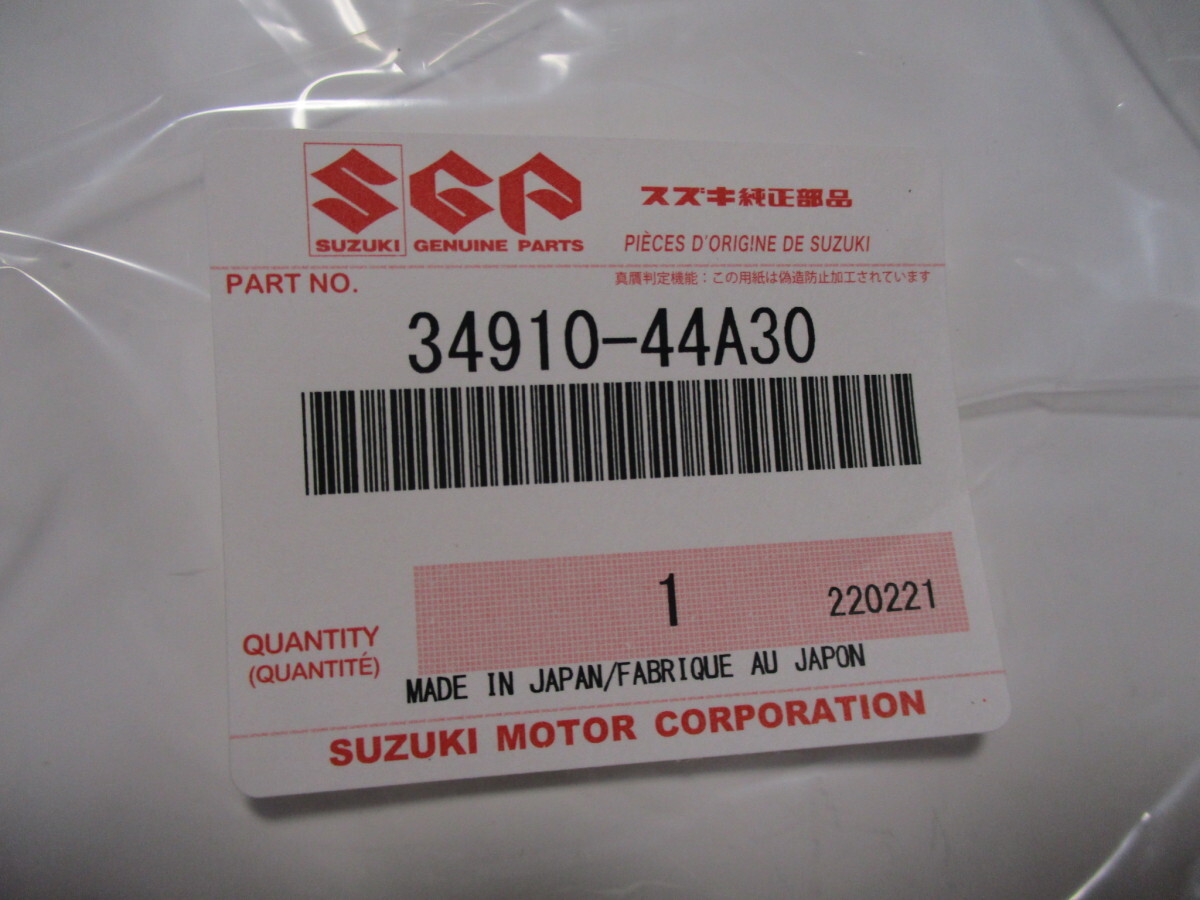 SGP
スズキ純正部品
SUZUKI GENUINE PARTS
PIÈCES D'ORIGINE DE SUZUKI
PART NO.
真贋判定機能：この用紙は偽造防止加工されています
34910-44A30
1
220221
QUANTITY
(QUANTITÉ)
MADE IN JAPAN/FABRIQUE AU JAPON
SUZUKI MOTOR CORPORATION